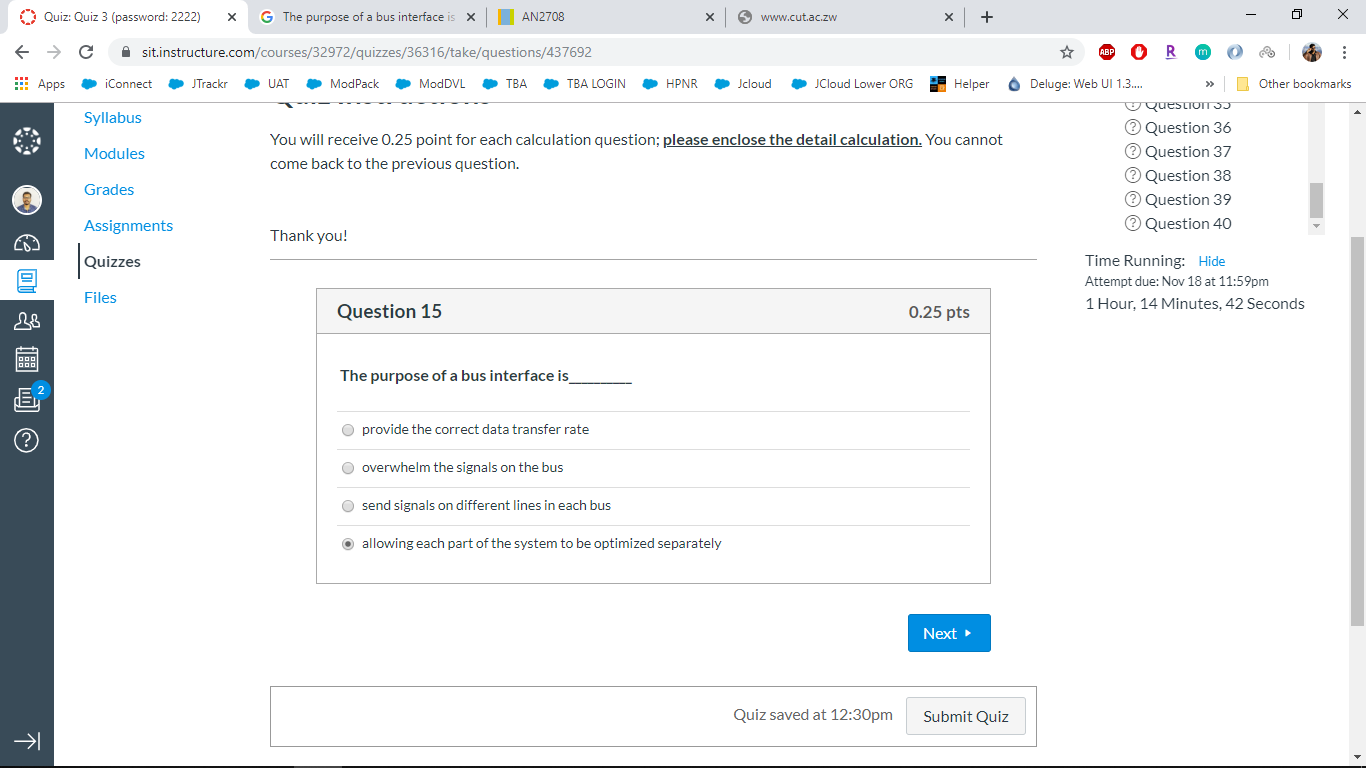 Quiz: Quiz 3 (password: 2222)
The purpose of a bus interface is
AN2708
www.cut.ac.zw
sit.instructure.com/courses/32972/quizzes/36316/take/questions/437692
ABP
R
m
Apps
iConnect
JTrackr
UAT
ModPack
ModDVL
TBA
TBA LOGIN
HPNR
Jcloud
JCloud Lower ORG
Helper
Deluge: Web UI 1.3....
»
Other bookmarks
2
Syllabus
Modules
Grades
Assignments
Quizzes
Files
Quiz Instructions
You will receive 0.25 point for each calculation question; please enclose the detail calculation. You cannot
come back to the previous question.
Thank you!
Question 15
0.25 pts
The purpose of a bus interface is__________
provide the correct data transfer rate
overwhelm the signals on the bus
send signals on different lines in each bus
allowing each part of the system to be optimized separately
Next
Quiz saved at 12:30pm
Submit Quiz
Question 35
Question 36
Question 37
Question 38
Question 39
Question 40
Time Running: Hide
Attempt due: Nov 18 at 11:59pm
1 Hour, 14 Minutes, 42 Seconds